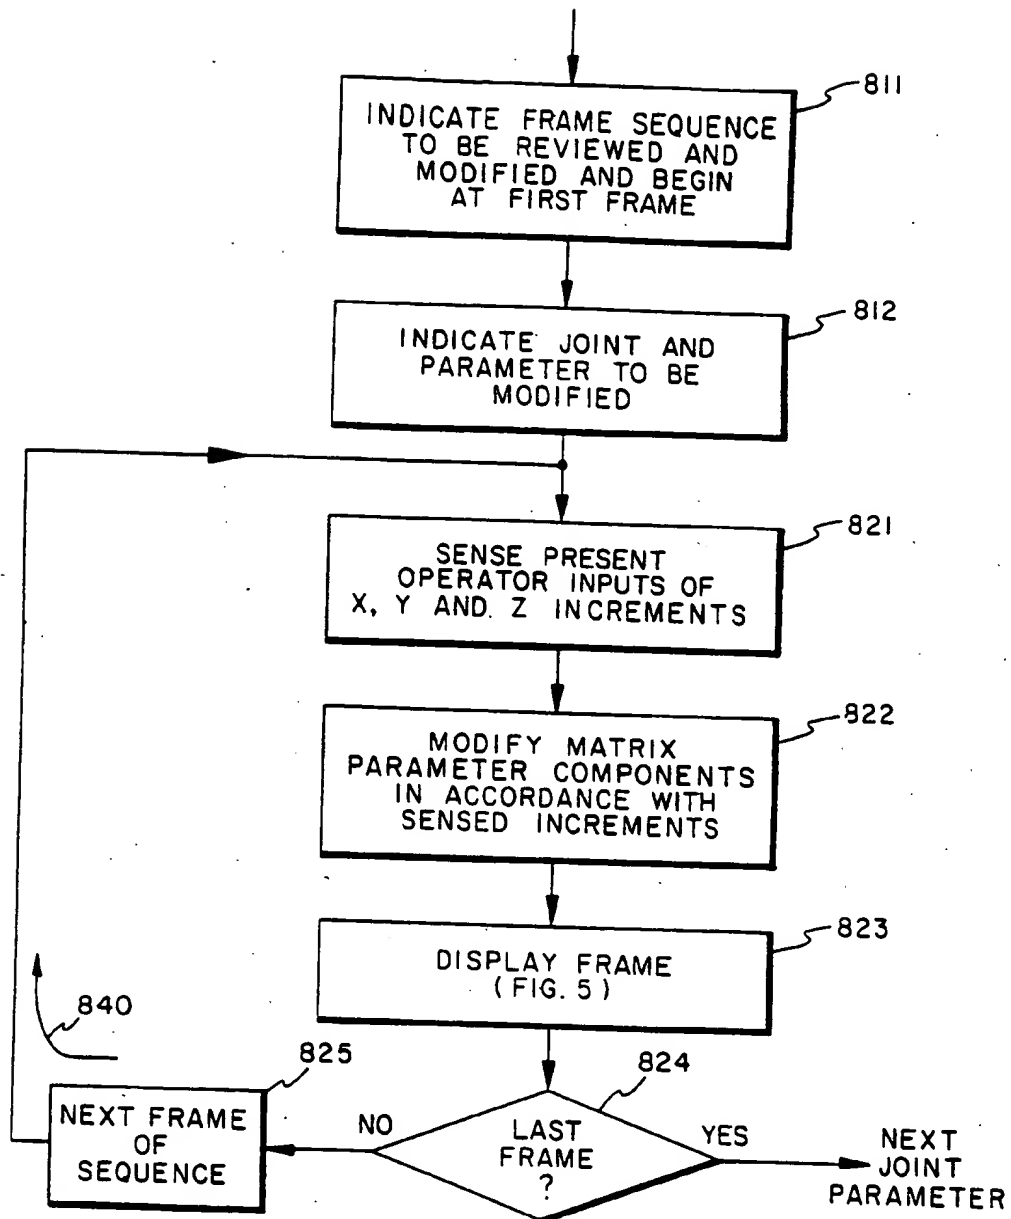 811
INDICATE FRAME SEQUENCE
TO BE REVIEWED AND
MODIFIED AND BEGIN
AT FIRST FRAME
812
INDICATE JOINT AND
PARAMETER TO BE
MODIFIED
821
SENSE PRESENT
OPERATOR INPUTS OF
X, Y AND. Z INCREMENTS
822
MODIFY MATRIX
PARAMETER COMPONENTS
IN ACCORDANCE WITH
SENSED INCREMENTS
823
DISPLAY FRAME
(FIG. 5)
840
825
824
NEXT FRAME
OF
SEQUENCE
NO
LAST
FRAME
?
YES
NEXT
JOINT
PARAMETER